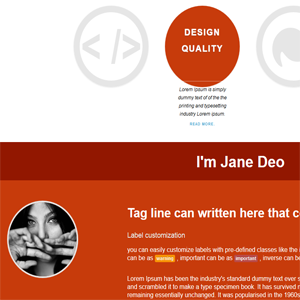 </>
DESIGN
QUALITY
Lorem Ipsum is simply
dummy text of of the the
printing and typesetting
industry Lorem Ipsum.
READ MORE
I'm Jane Deo
Tag line can written here that c
Label customization
you can easily customize labels with pre-defined classes like the
can be as warning , important can be as important , inverse can be
Lorem Ipsum has been the industry's standard dummy text ever s
and scrambled it to make a type specimen book. It has survived
remaining essentially unchanged. It was popularised in the 1960s